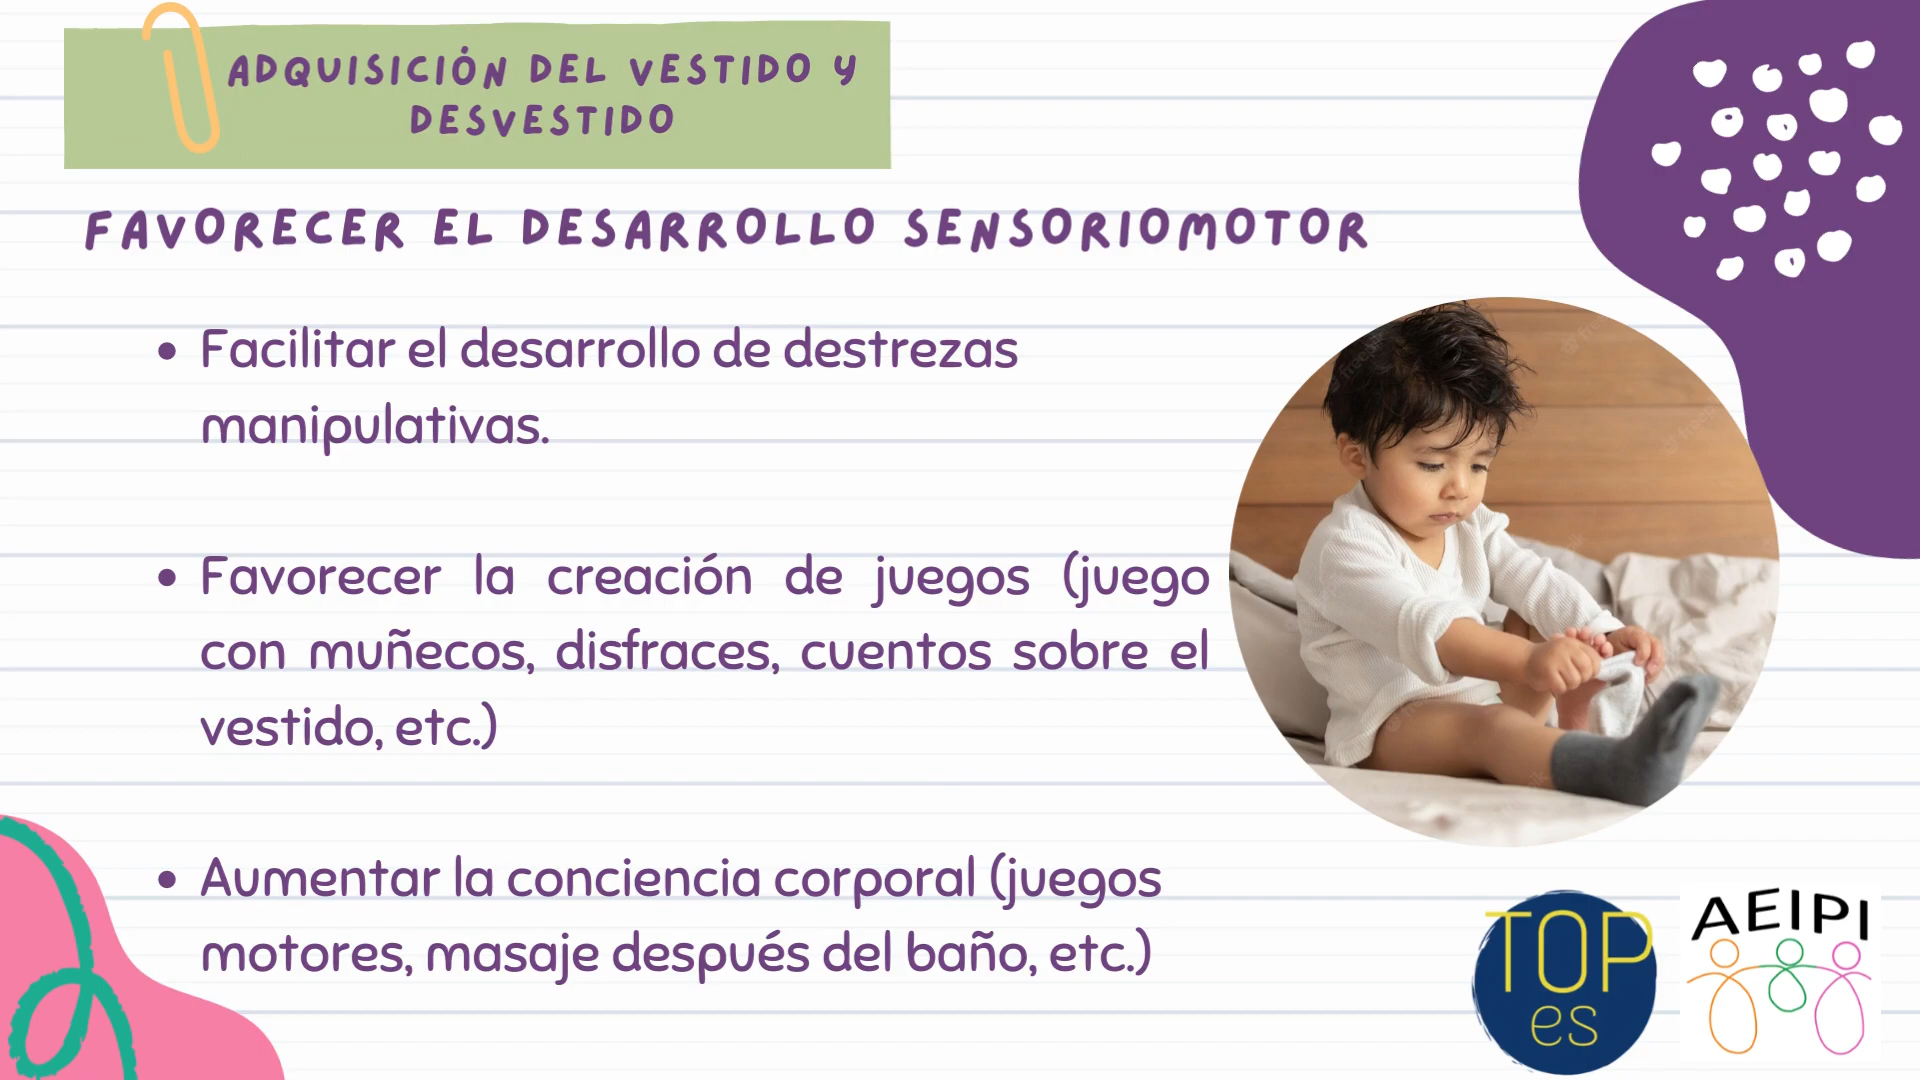 ADQUISICIÓN DEL VESTIDO Y
DESVESTIDO
FAVORECER EL DESARROLLO SENSORIOMOTOR
• Facilitar el desarrollo de destrezas
manipulativas.
• Favorecer la creación de juegos (juego
con muñecos, disfraces, cuentos sobre el
vestido, etc.)
• Aumentar la conciencia corporal (juegos
motores, masaje después del baño, etc.)
TOP
es
AEIPI